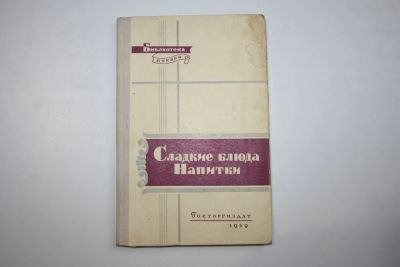 Библиотека
повара
Сладкие блюда
Напитки
Госторгиздат
1959